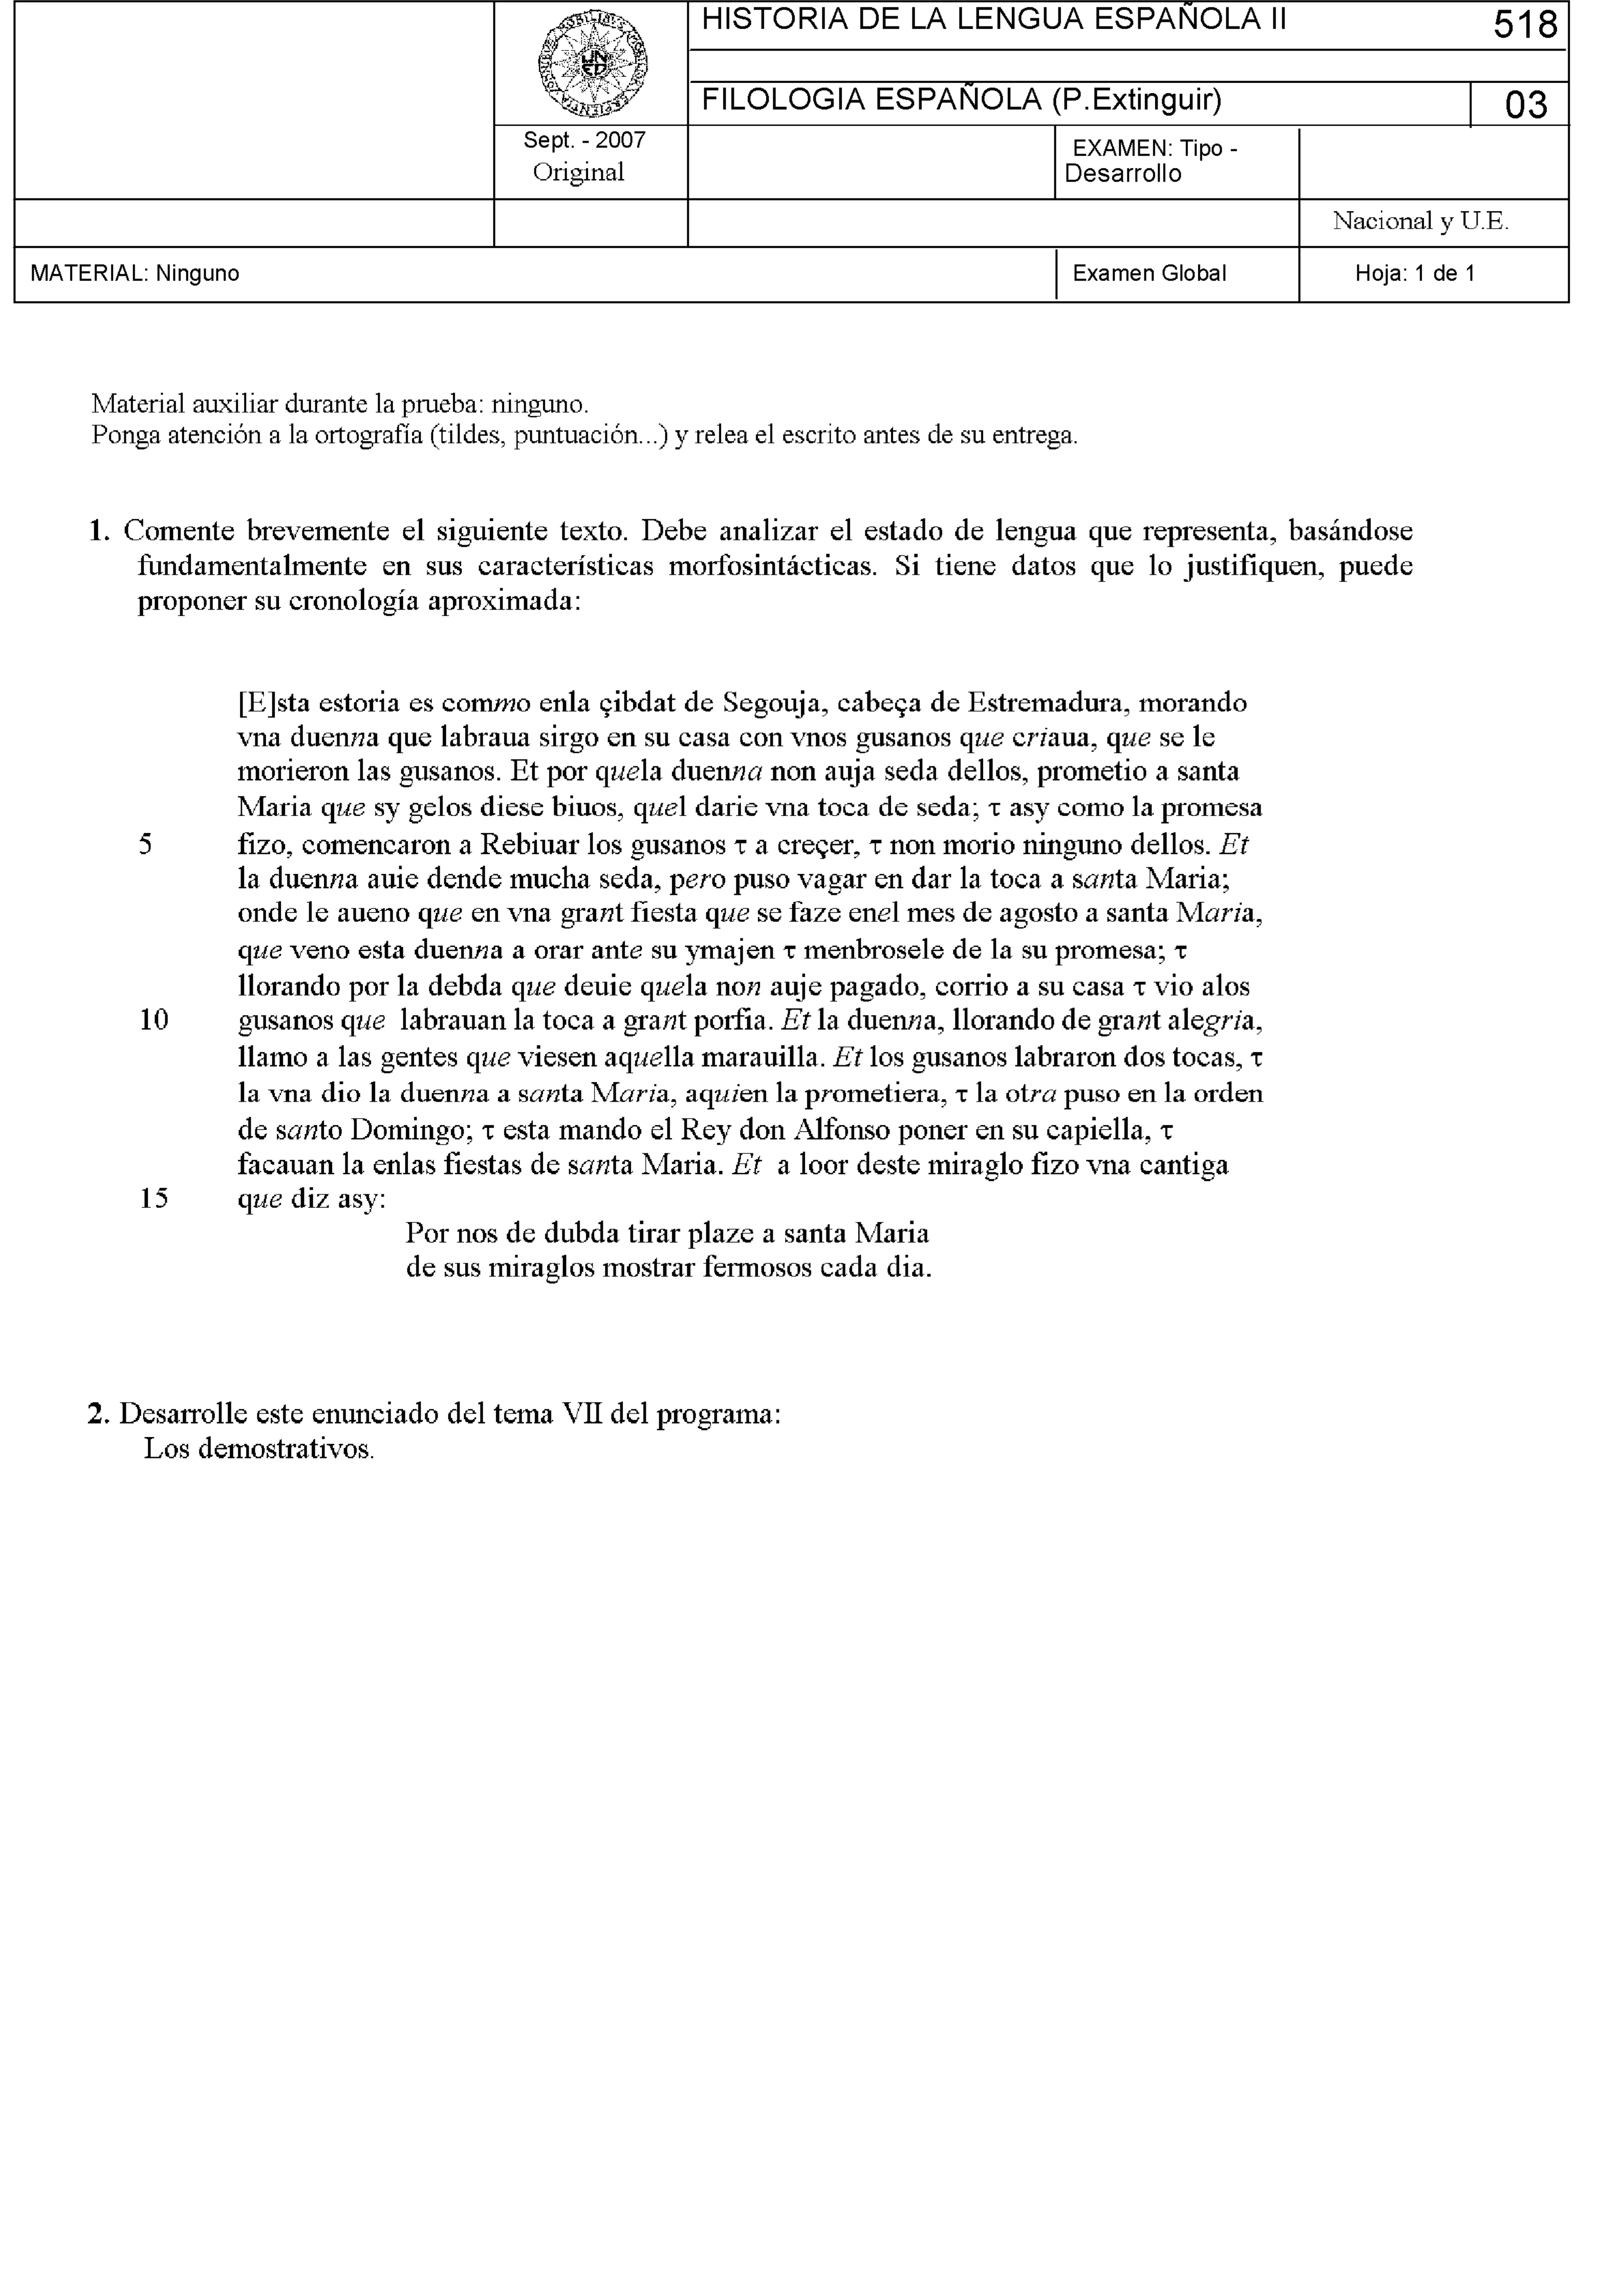 HISTORIA DE LA LENGUA ESPAÑOLA II
518
FILOLOGIA ESPAÑOLA (P.Extinguir)
03
Sept. - 2007
Original
EXAMEN: Tipo -
Desarrollo
Nacional y U.E.
MATERIAL: Ninguno
Examen Global
Hoja: 1 de 1
Material auxiliar durante la prueba: ninguno.
Ponga atención a la ortografía (tildes, puntuación...) y relea el escrito antes de su entrega.
1. Comente brevemente el siguiente texto. Debe analizar el estado de lengua que representa, basándose
fundamentalmente en sus características morfosintácticas. Si tiene datos que lo justifiquen, puede
proponer su cronología aproximada:
[E]sta estoria es commo enla çibdat de Segouja, cabeça de Estremadura, morando
vna duenna que labraua sirgo en su casa con vnos gusanos que criaua, que se le
morieron las gusanos. Et por quela duenna non auja seda dellos, prometio a santa
Maria que sy gelos diese biuos, quel darie vna toca de seda; τ asy como la promesa
5 fizo, comencaron a Rebiuar los gusanos τ a creçer, τ non morio ninguno dellos. Et
la duenna auie dende mucha seda, pero puso vagar en dar la toca a santa Maria;
onde le aueno que en vna grant fiesta que se faze enel mes de agosto a santa Maria,
que veno esta duenna a orar ante su ymajen τ menbrosele de la su promesa; τ
llorando por la debda que deuie quela non auje pagado, corrio a su casa τ vio alos
10 gusanos que labrauan la toca a grant porfia. Et la duenna, llorando de grant alegria,
llamo a las gentes que viesen aquella marauilla. Et los gusanos labraron dos tocas, τ
la vna dio la duenna a santa Maria, aquien la prometiera, τ la otra puso en la orden
de santo Domingo; τ esta mando el Rey don Alfonso poner en su capiella, τ
facauan la enlas fiestas de santa Maria. Et a loor deste miraglo fizo vna cantiga
15 que diz asy:
Por nos de dubda tirar plaze a santa Maria
de sus miraglos mostrar fermosos cada dia.
2. Desarrolle este enunciado del tema VII del programa:
Los demostrativos.